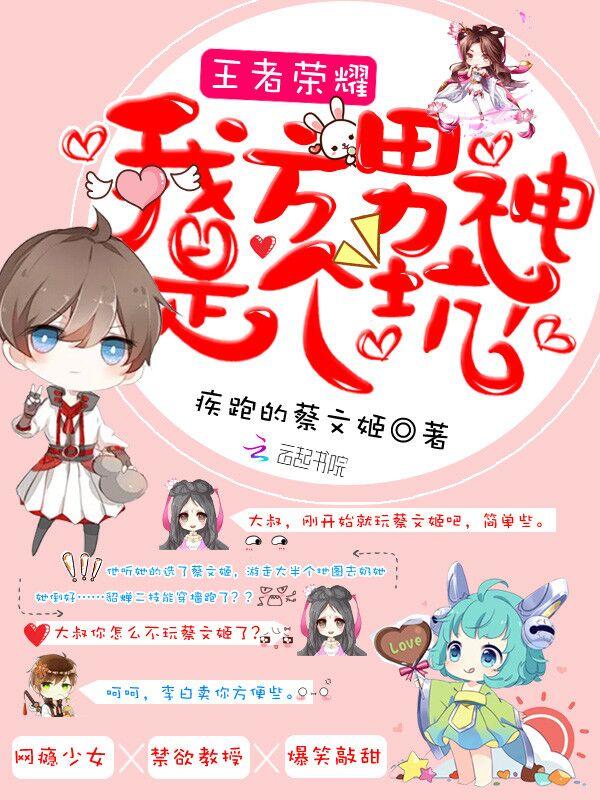 王者荣耀
我方男神
是个坑
疾跑的蔡文姬◎著
云起书院
大叔，刚开始就玩蔡文姬吧，简单些。
他听她的选了蔡文姬，游走大半个地图去奶她
她倒好……貂蝉二技能穿墙跑了？？
大叔你怎么不玩蔡文姬了？
呵呵，李白卖你方便些。
Love
网瘾少女×禁欲教授×爆笑敲甜